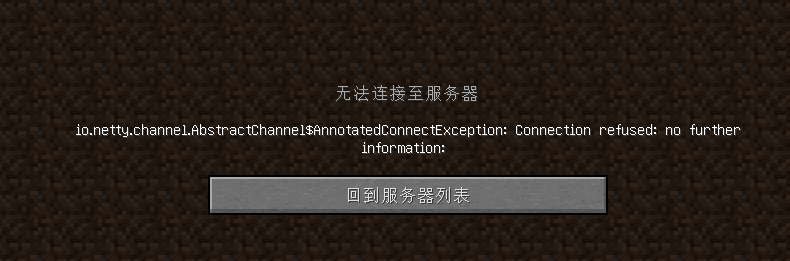 无法连接至服务器
io.netty.channel.AbstractChannel$AnnotatedConnectException: Connection refused: no further
information:
回到服务器列表